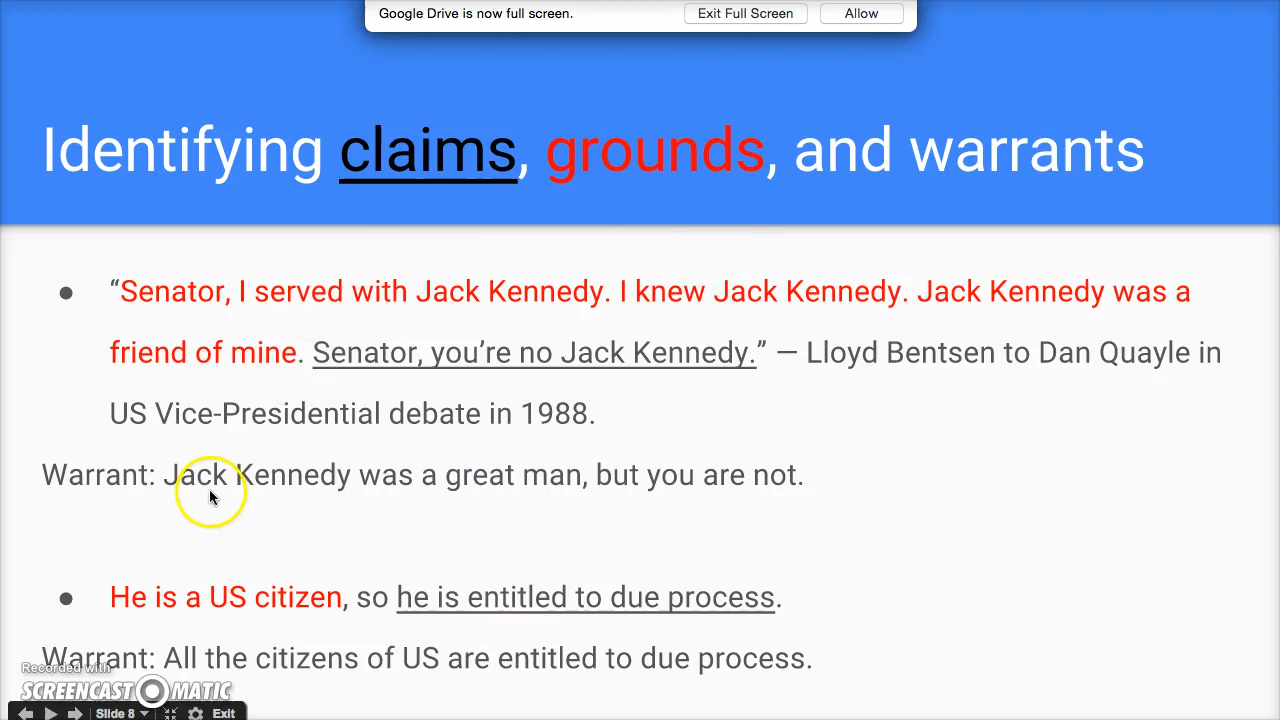 Google Drive is now full screen. Exit Full Screen Allow
Identifying claims, grounds, and warrants
● “Senator, I served with Jack Kennedy. I knew Jack Kennedy. Jack Kennedy was a
friend of mine. Senator, you’re no Jack Kennedy.” — Lloyd Bentsen to Dan Quayle in
US Vice-Presidential debate in 1988.
Warrant: Jack Kennedy was a great man, but you are not.
● He is a US citizen, so he is entitled to due process.
Warrant: All the citizens of US are entitled to due process.
Recorded with
SCREENCAST MATIC
Slide 8 Exit